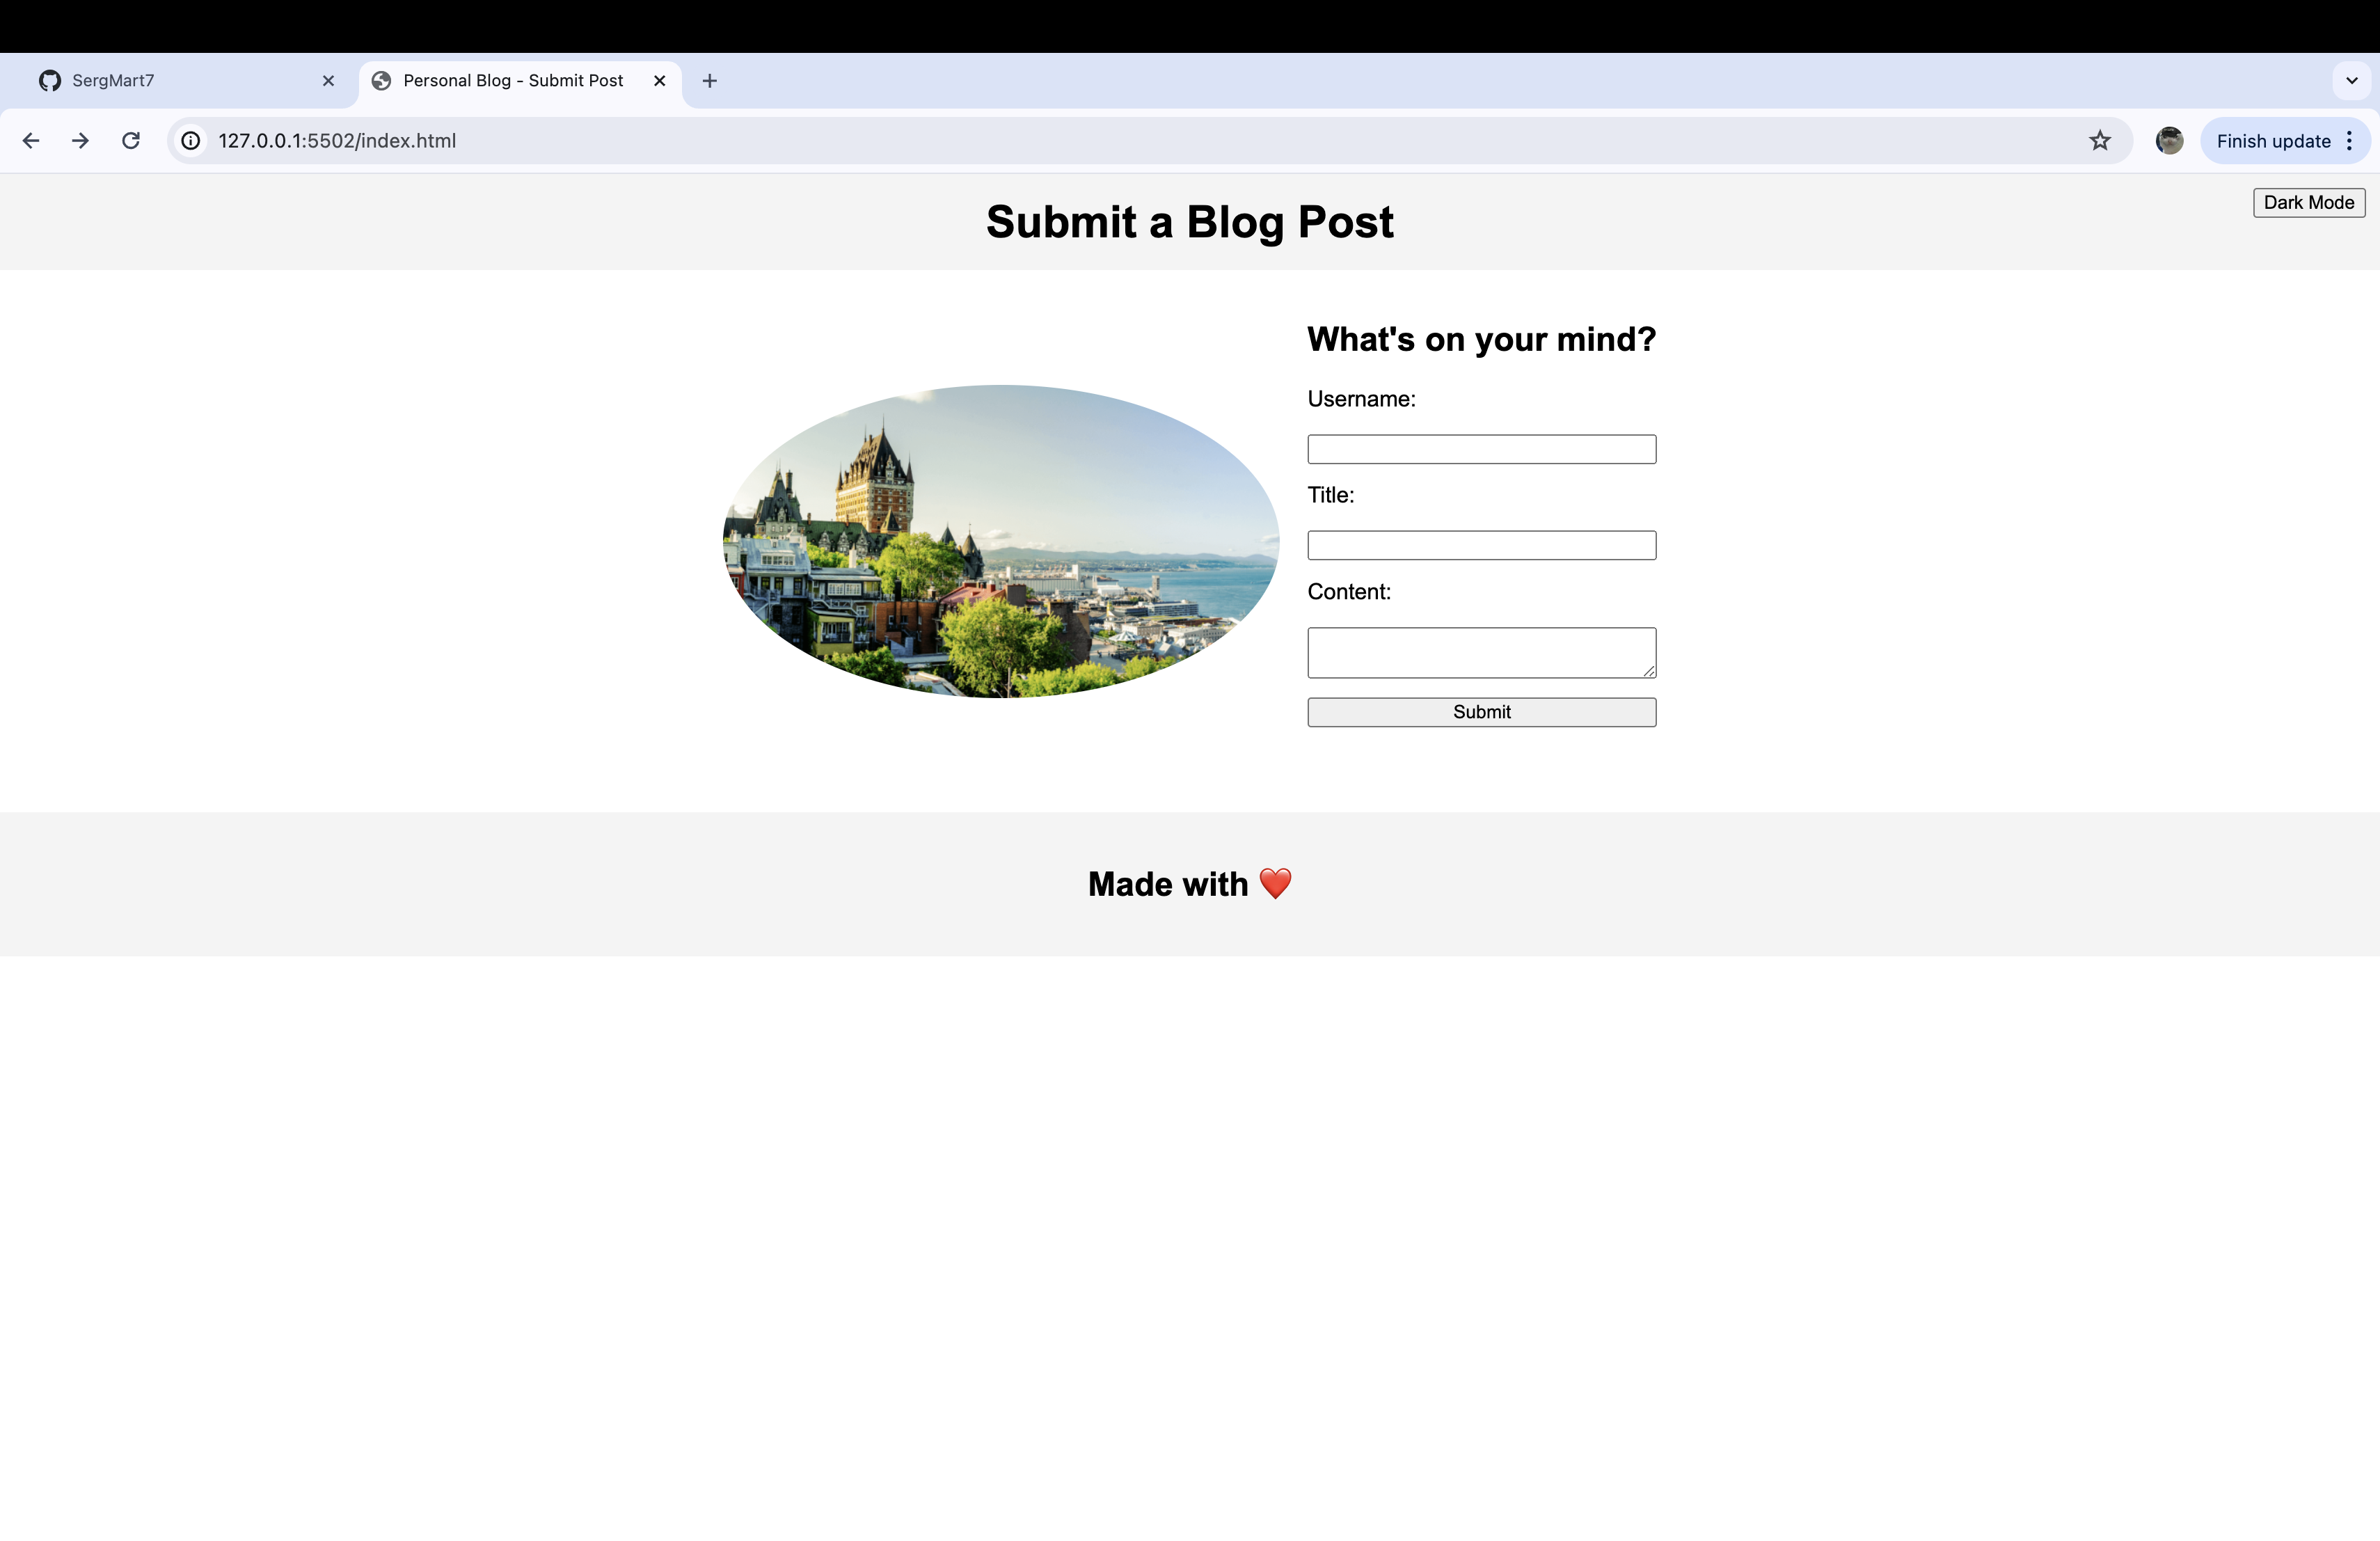 SergMart7
Personal Blog - Submit Post
127.0.0.1:5502/index.html
Finish update
Submit a Blog Post
Dark Mode
What's on your mind?
Username:
Title:
Content:
Submit
Made with ❤️